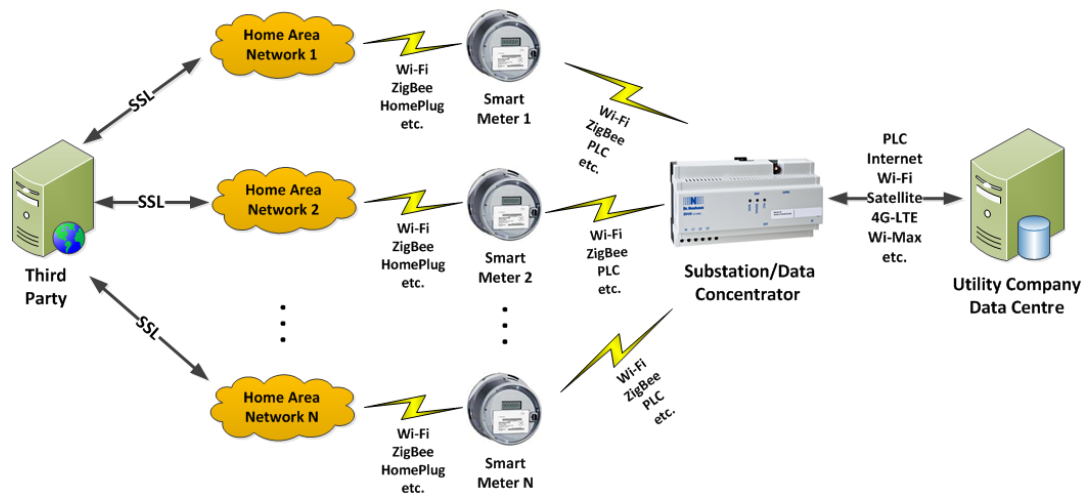 Home Area
Network 1
Wi-Fi
ZigBee
HomePlug
etc.
Smart
Meter 1
Wi-Fi
ZigBee
PLC
etc.
SSL
Third
Party
SSL
Home Area
Network 2
Wi-Fi
ZigBee
HomePlug
etc.
Smart
Meter 2
Wi-Fi
ZigBee
PLC
etc.
Substation/Data
Concentrator
PLC
Internet
Wi-Fi
Satellite
4G-LTE
Wi-Max
etc.
Utility Company
Data Centre
SSL
Home Area
Network N
Wi-Fi
ZigBee
HomePlug
etc.
Smart
Meter N
Wi-Fi
ZigBee
PLC
etc.